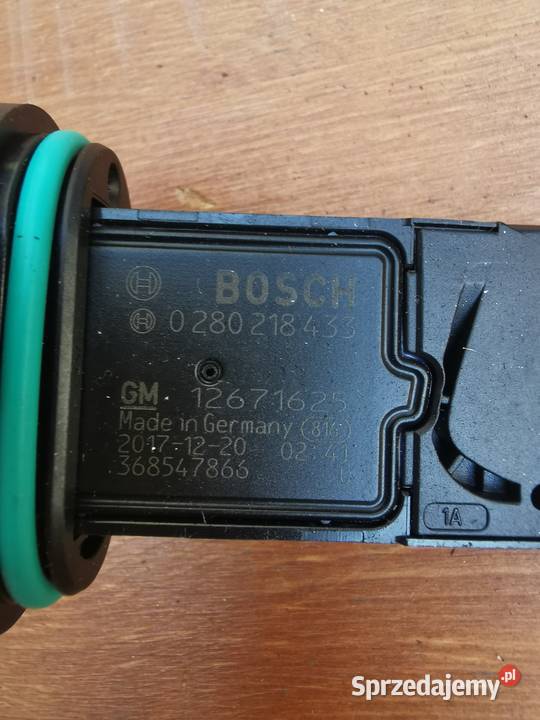 BOSCH
0 280 218 433
GM 12671625
Made in Germany (816)
2017-12-20 02:41
368547866
1A
Sprzedajemy.pl